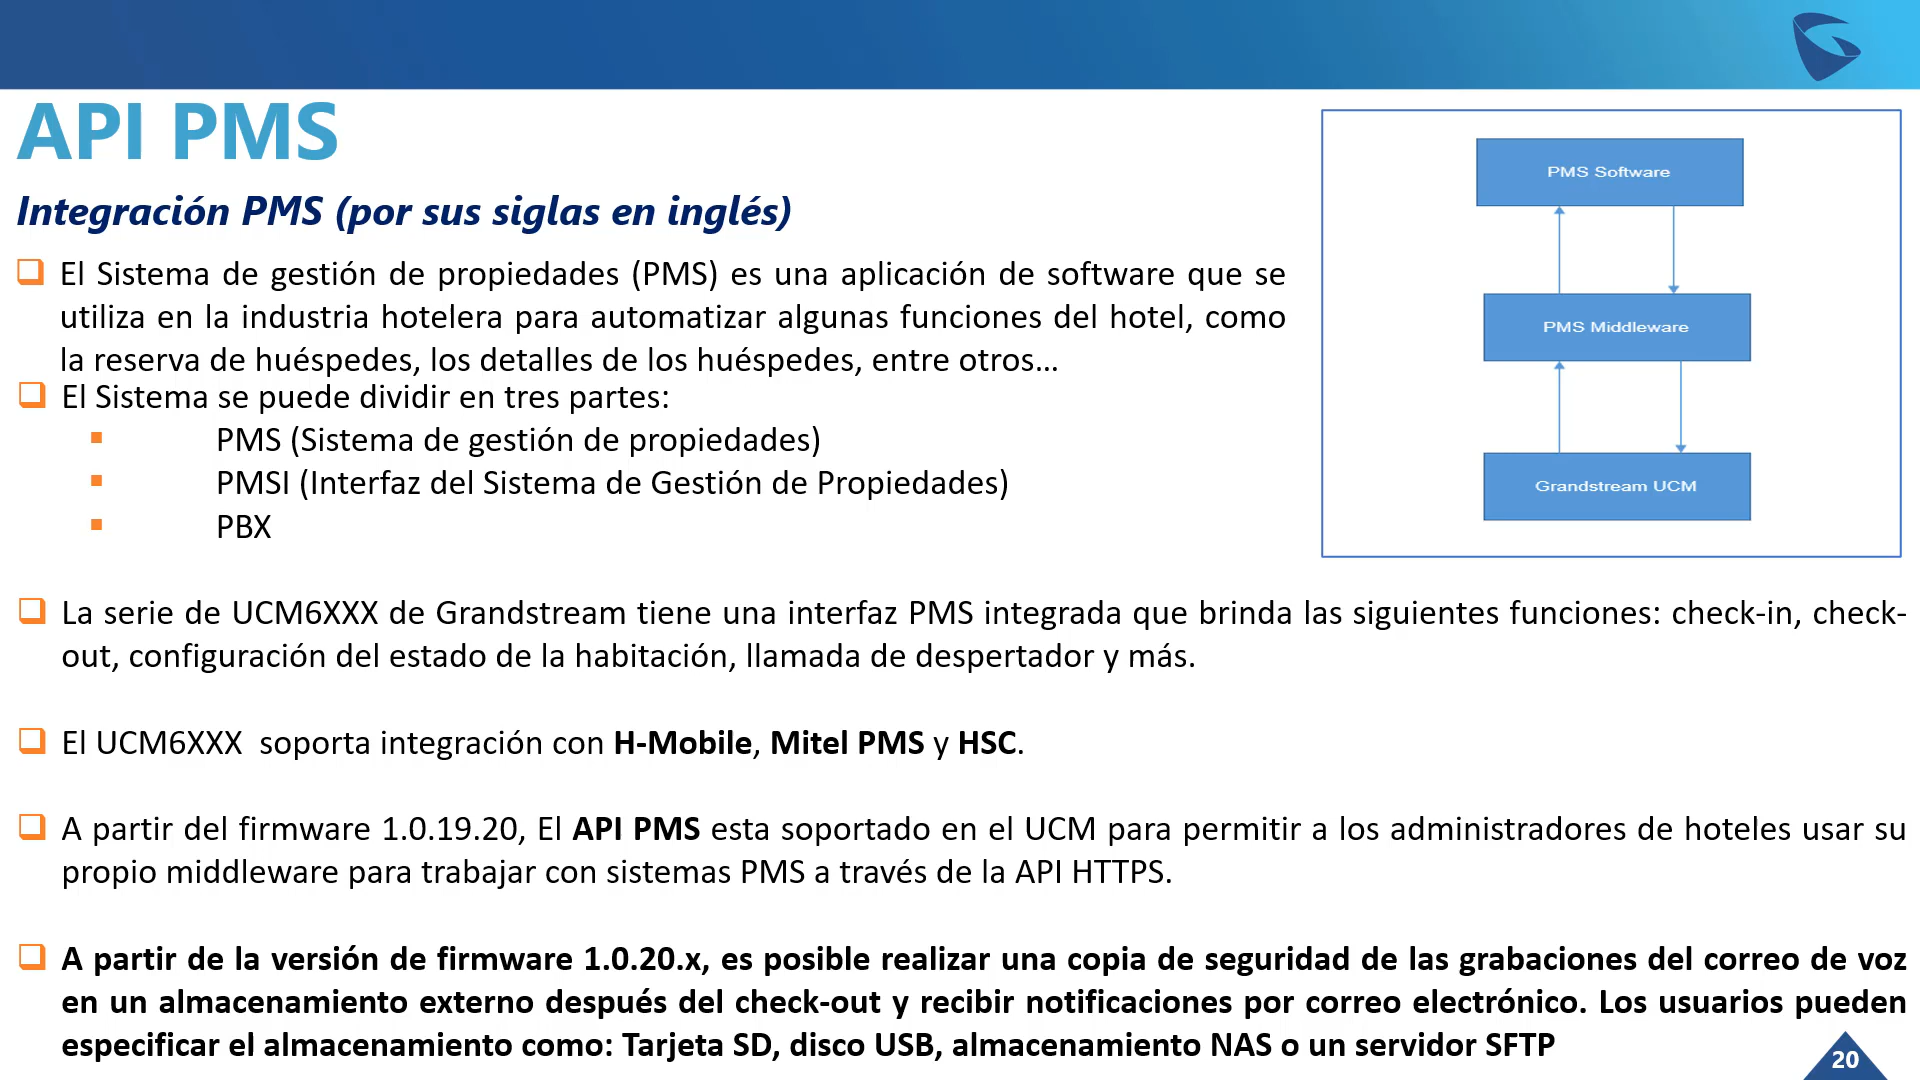 API PMS
Integración PMS (por sus siglas en inglés)
El Sistema de gestión de propiedades (PMS) es una aplicación de software que se
utiliza en la industria hotelera para automatizar algunas funciones del hotel, como
la reserva de huéspedes, los detalles de los huéspedes, entre otros...
El Sistema se puede dividir en tres partes:
PMS (Sistema de gestión de propiedades)
PMSI (Interfaz del Sistema de Gestión de Propiedades)
PBX
PMS Software
PMS Middleware
Grandstream UCM
La serie de UCM6XXX de Grandstream tiene una interfaz PMS integrada que brinda las siguientes funciones: check-in, check-
out, configuración del estado de la habitación, llamada de despertador y más.
El UCM6XXX  soporta integración con H-Mobile, Mitel PMS y HSC.
A partir del firmware 1.0.19.20, El API PMS esta soportado en el UCM para permitir a los administradores de hoteles usar su
propio middleware para trabajar con sistemas PMS a través de la API HTTPS.
A partir de la versión de firmware 1.0.20.x, es posible realizar una copia de seguridad de las grabaciones del correo de voz
en un almacenamiento externo después del check-out y recibir notificaciones por correo electrónico. Los usuarios pueden
especificar el almacenamiento como: Tarjeta SD, disco USB, almacenamiento NAS o un servidor SFTP
20